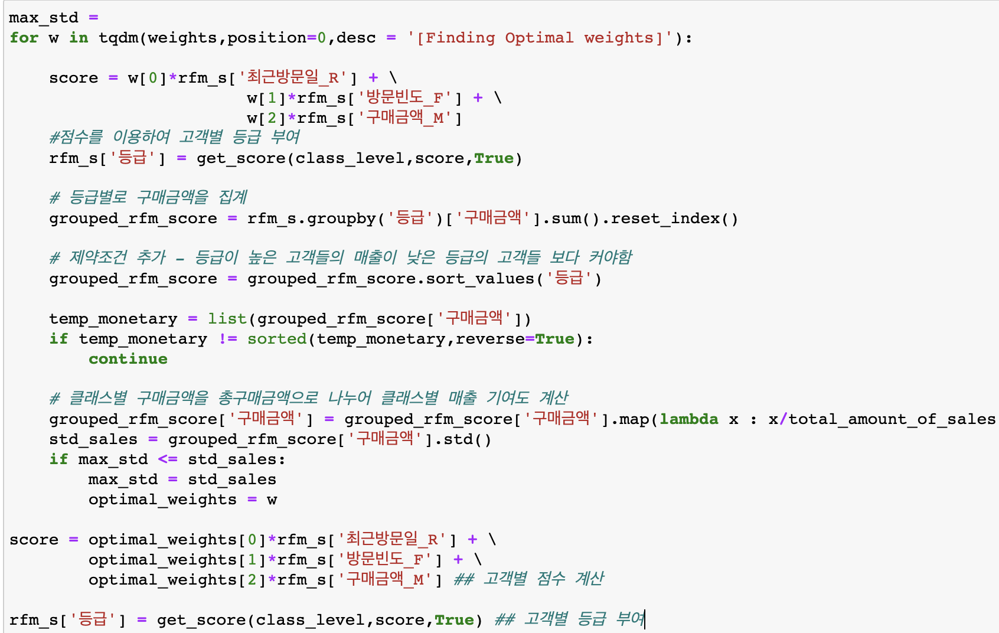 max_std =
for w in tqdm(weights,position=0,desc = '[Finding Optimal weights]'):
score = w[0]*rfm_s['최근방문일_R'] + \
w[1]*rfm_s['방문빈도_F'] + \
w[2]*rfm_s['구매금액_M']
#점수를 이용하여 고객별 등급 부여
rfm_s['등급'] = get_score(class_level,score,True)
# 등급별로 구매금액을 집계
grouped_rfm_score = rfm_s.groupby('등급')['구매금액'].sum().reset_index()
# 제약조건 추가 – 등급이 높은 고객들의 매출이 낮은 등급의 고객들 보다 커야함
grouped_rfm_score = grouped_rfm_score.sort_values('등급')
temp_monetary = list(grouped_rfm_score['구매금액'])
if temp_monetary != sorted(temp_monetary,reverse=True):
continue
# 클래스별 구매금액을 총구매금액으로 나누어 클래스별 매출 기여도 계산
grouped_rfm_score['구매금액'] = grouped_rfm_score['구매금액'].map(lambda x : x/total_amount_of_sales
std_sales = grouped_rfm_score['구매금액'].std()
if max_std <= std_sales:
max_std = std_sales
optimal_weights = w
score = optimal_weights[0]*rfm_s['최근방문일_R'] + \
optimal_weights[1]*rfm_s['방문빈도_F'] + \
optimal_weights[2]*rfm_s['구매금액_M'] ## 고객별 점수 계산
rfm_s['등급'] = get_score(class_level,score,True) ## 고객별 등급 부여